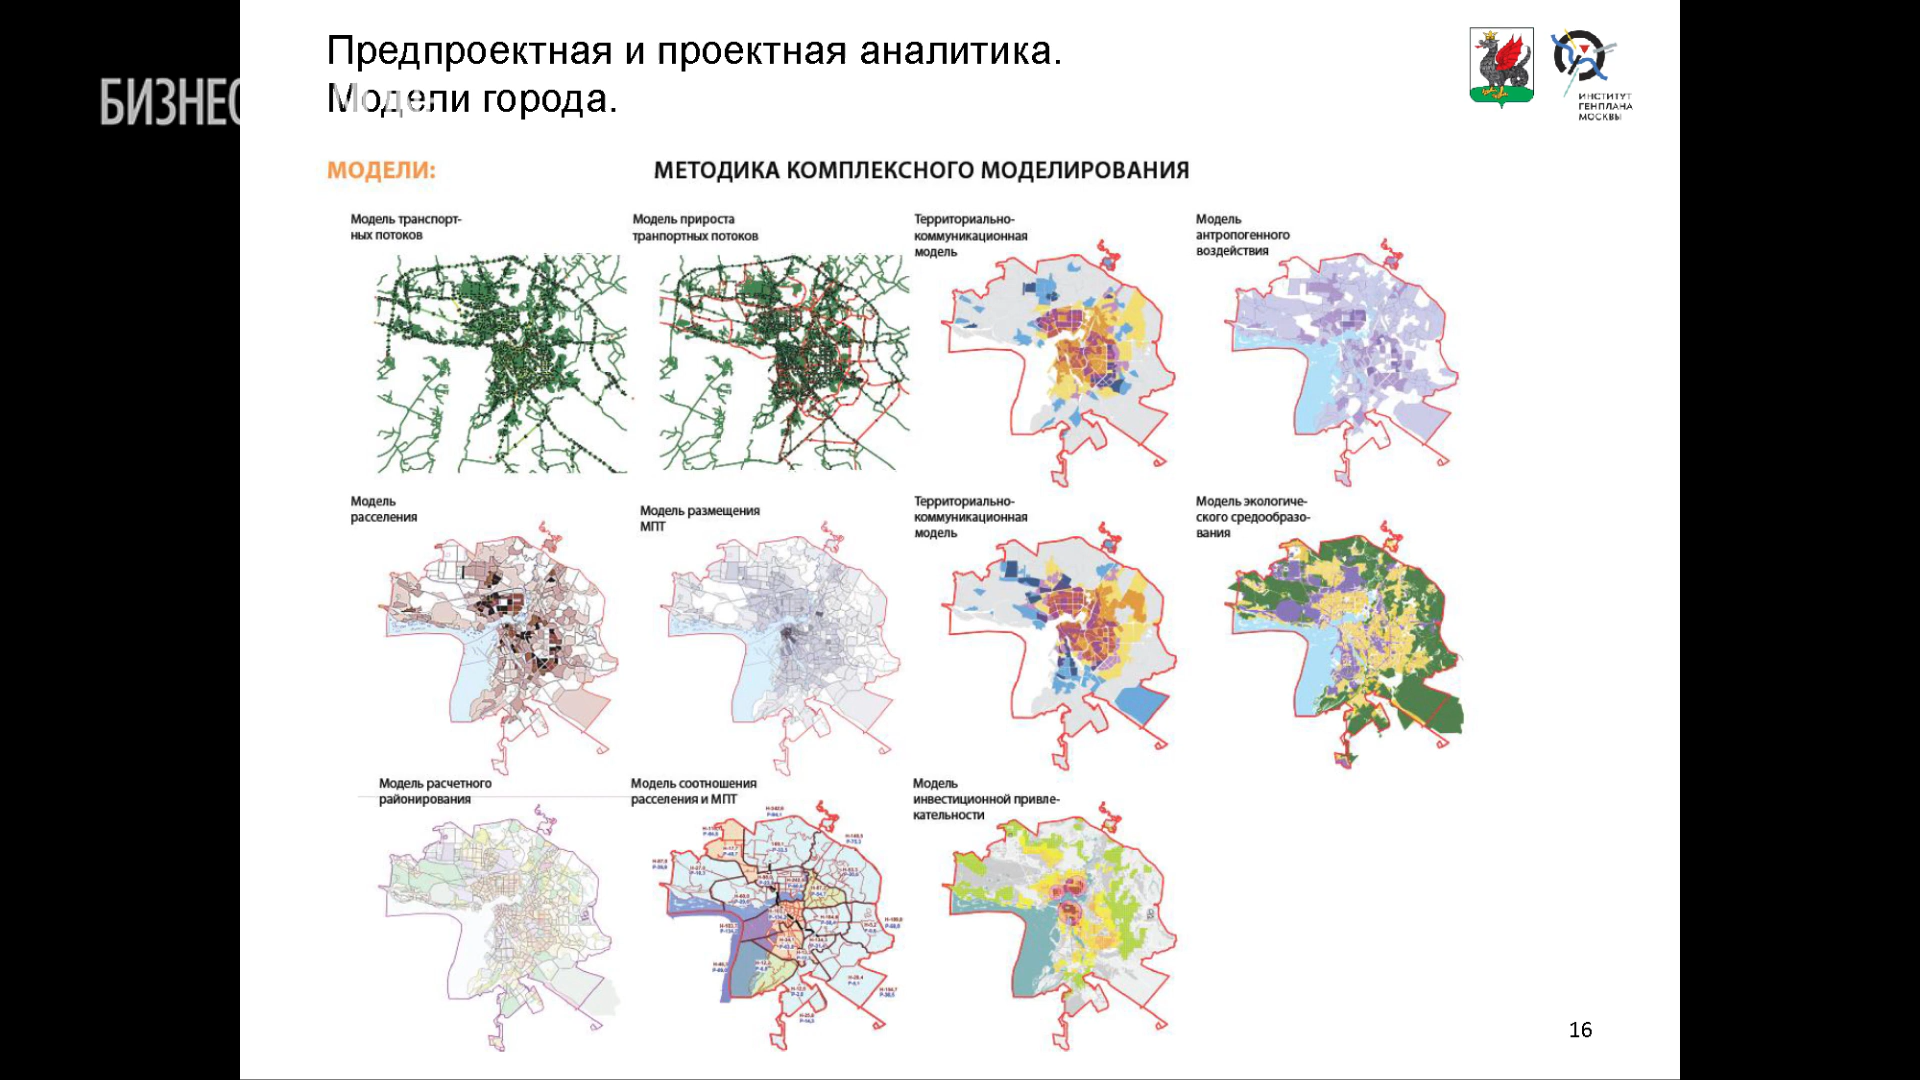 Предпроектная и проектная аналитика.
Модели города.
БИЗНЕС
ИНСТИТУТ
ГЕНПЛАНА
МОСКВЫ
МОДЕЛИ:
МЕТОДИКА КОМПЛЕКСНОГО МОДЕЛИРОВАНИЯ
Модель транспорт-
ных потоков
Модель прироста
транпортных потоков
Территориально-
коммуникационная
модель
Модель
антропогенного
воздействия
Модель
расселения
Модель размещения
МПТ
Территориально-
коммуникационная
модель
Модель экологиче-
ского средообразо-
вания
Модель расчетного
районирования
Модель соотношения
расселения и МПТ
Модель
инвестиционной привле-
кательности
16